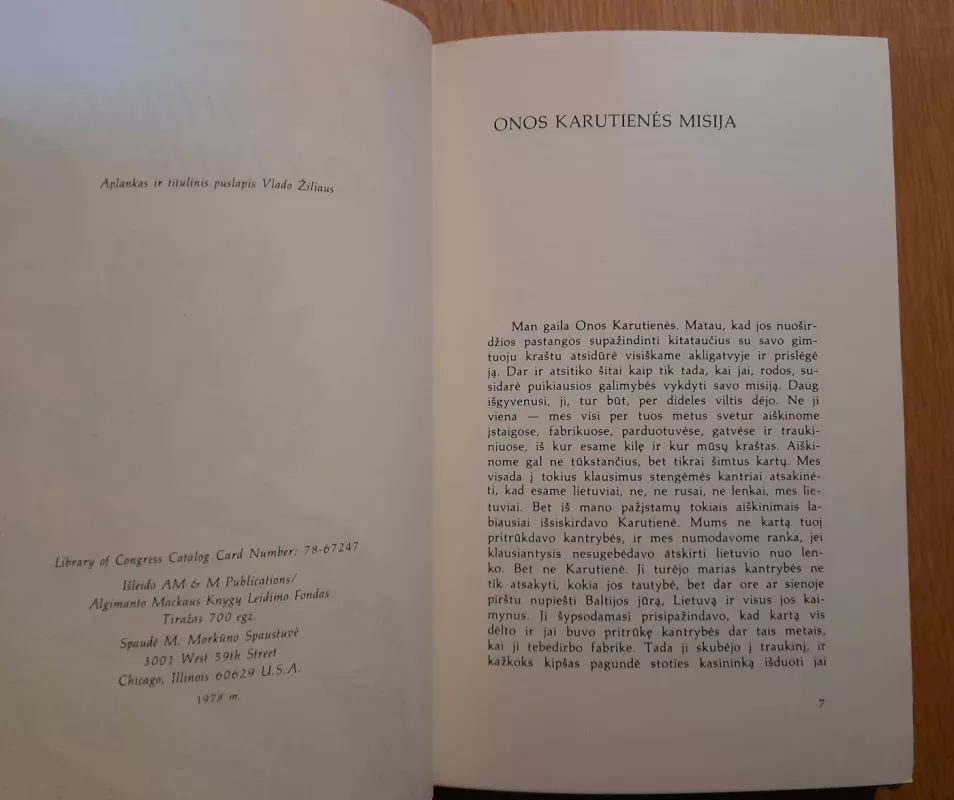 Aplankas ir titulinis puslapis Vlado Žiliaus
Library of Congress Catalog Card Number: 78-67247
Išleido AM & M Publications/
Algimanto Mackaus Knygų Leidimo Fondas
Tiražas 700 egz.
Spaudė M. Morkūno Spaustuvė
3001 West 59th Street
Chicago, Illinois 60629 U.S.A.
1978 m.
ONOS KARUTIENĖS MISIJA
Man gaila Onos Karutienės. Matau, kad jos nuošir-
džios pastangos supažindinti kitataučius su savo gim-
tuoju kraštu atsidūrė visiškame akligatvyje ir prislėgė
ją. Dar ir atsitiko šitai kaip tik tada, kai jai, rodos, su-
sidarė puikiausios galimybės vykdyti savo misiją. Daug
išgyvenusi, ji, tur būt, per dideles viltis dėjo. Ne ji
viena — mes visi per tuos metus svetur aiškinome
įstaigose, fabrikuose, parduotuvėse, gatvėse ir trauki-
niuose, iš kur esame kilę ir kur mūsų kraštas. Aiški-
nome gal ne tūkstančius, bet tikrai šimtus kartų. Mes
visada į tokius klausimus stengėmės kantriai atsakinė-
ti, kad esame lietuviai, ne, ne rusai, ne lenkai, mes lie-
tuviai. Bet iš mano pažįstamų tokiais aiškinimais la-
biausiai išsiskirdavo Karutienė. Mums ne kartą tuoj
pritrūkdavo kantrybės, ir mes numodavome ranka, jei
klausiantysis nesugebėdavo atskirti lietuvio nuo len-
ko. Bet ne Karutienė. Ji turėjo marias kantrybės ne
tik atsakyti, kokia jos tautybė, bet dar ore ar sienoje
pirštu nupiešti Baltijos jūrą, Lietuvą ir visus jos kai-
mynus. Ji šypsodamasi prisipažindavo, kad kartą vis
dėlto ir jai buvo pritrūkę kantrybės dar tais metais,
kai ji tebedirbo fabrike. Tada ji skubėjo į traukinį, ir
kažkoks kipšas pagundė stoties kasininką išduoti jai
7